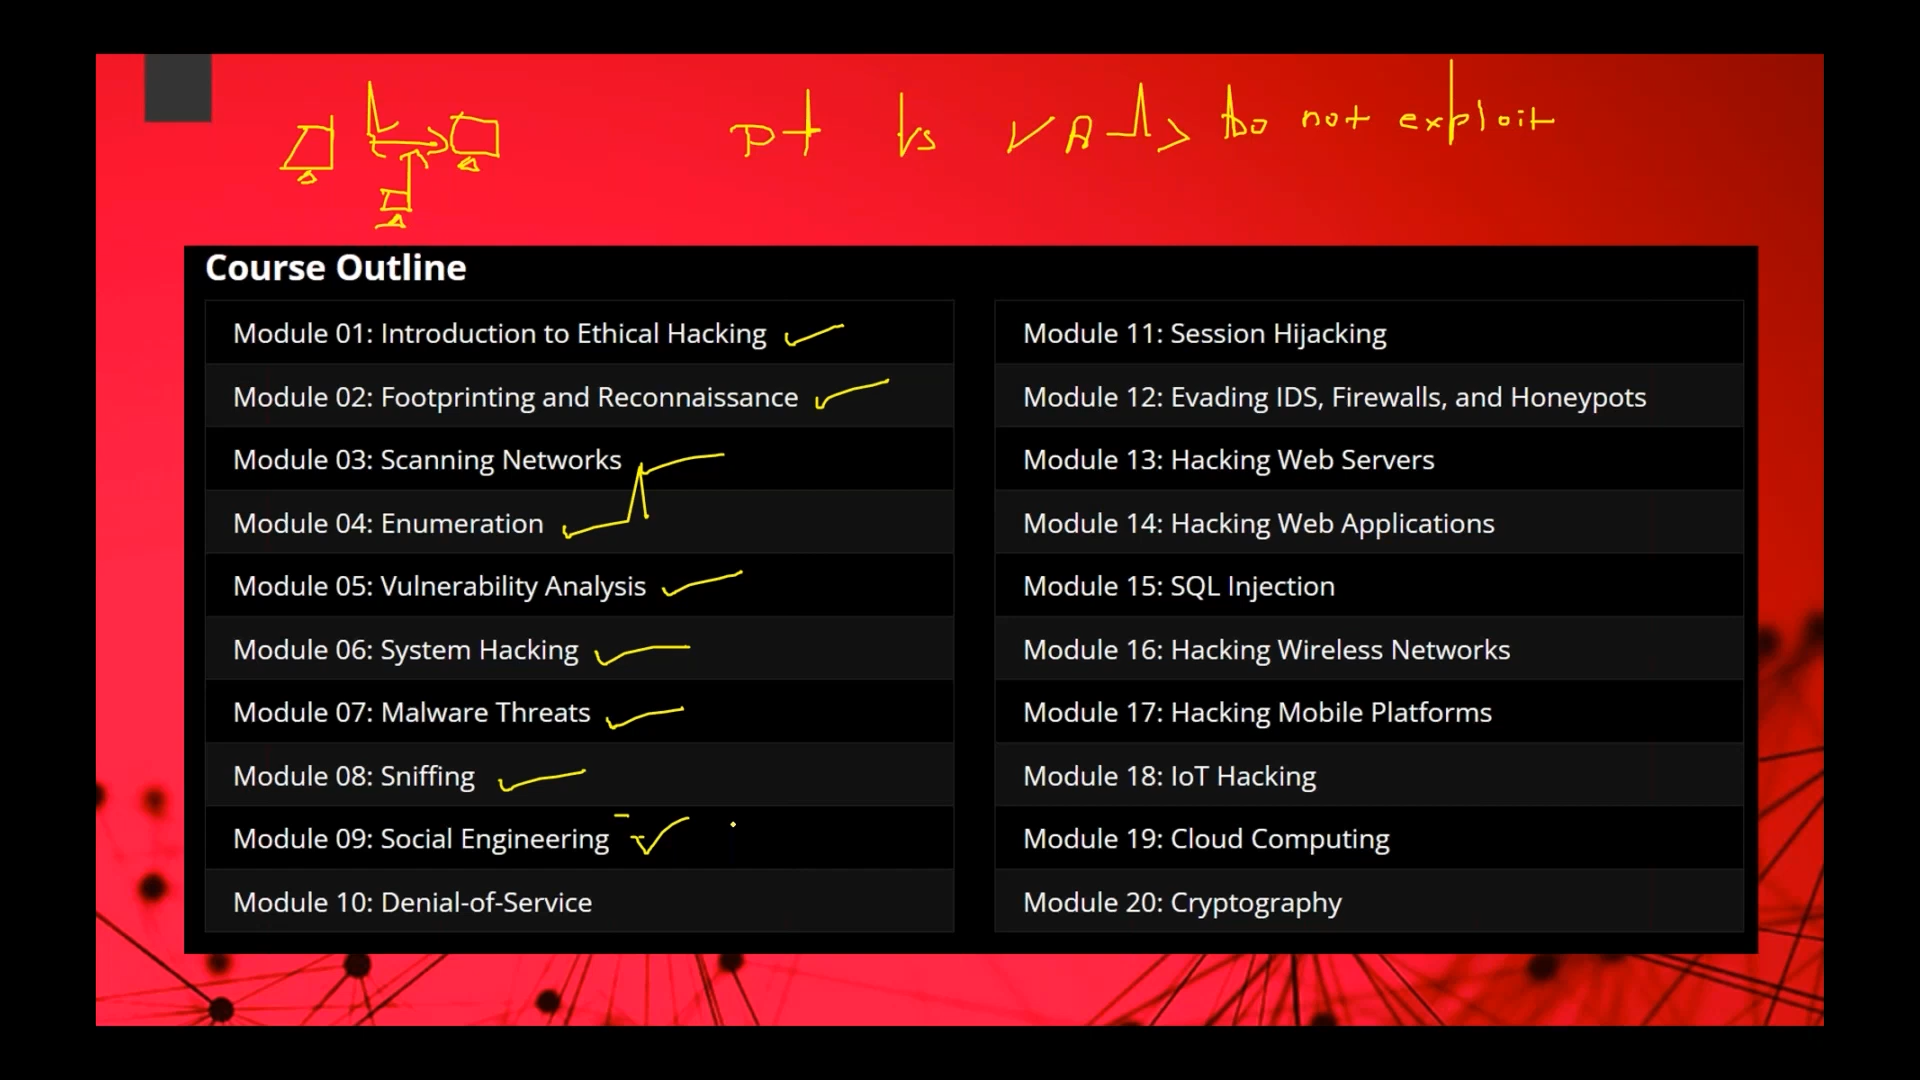 Pt Vs VA -> Do not exploit
Course Outline
Module 01: Introduction to Ethical Hacking
Module 02: Footprinting and Reconnaissance
Module 03: Scanning Networks
Module 04: Enumeration
Module 05: Vulnerability Analysis
Module 06: System Hacking
Module 07: Malware Threats
Module 08: Sniffing
Module 09: Social Engineering
Module 10: Denial-of-Service
Module 11: Session Hijacking
Module 12: Evading IDS, Firewalls, and Honeypots
Module 13: Hacking Web Servers
Module 14: Hacking Web Applications
Module 15: SQL Injection
Module 16: Hacking Wireless Networks
Module 17: Hacking Mobile Platforms
Module 18: IoT Hacking
Module 19: Cloud Computing
Module 20: Cryptography